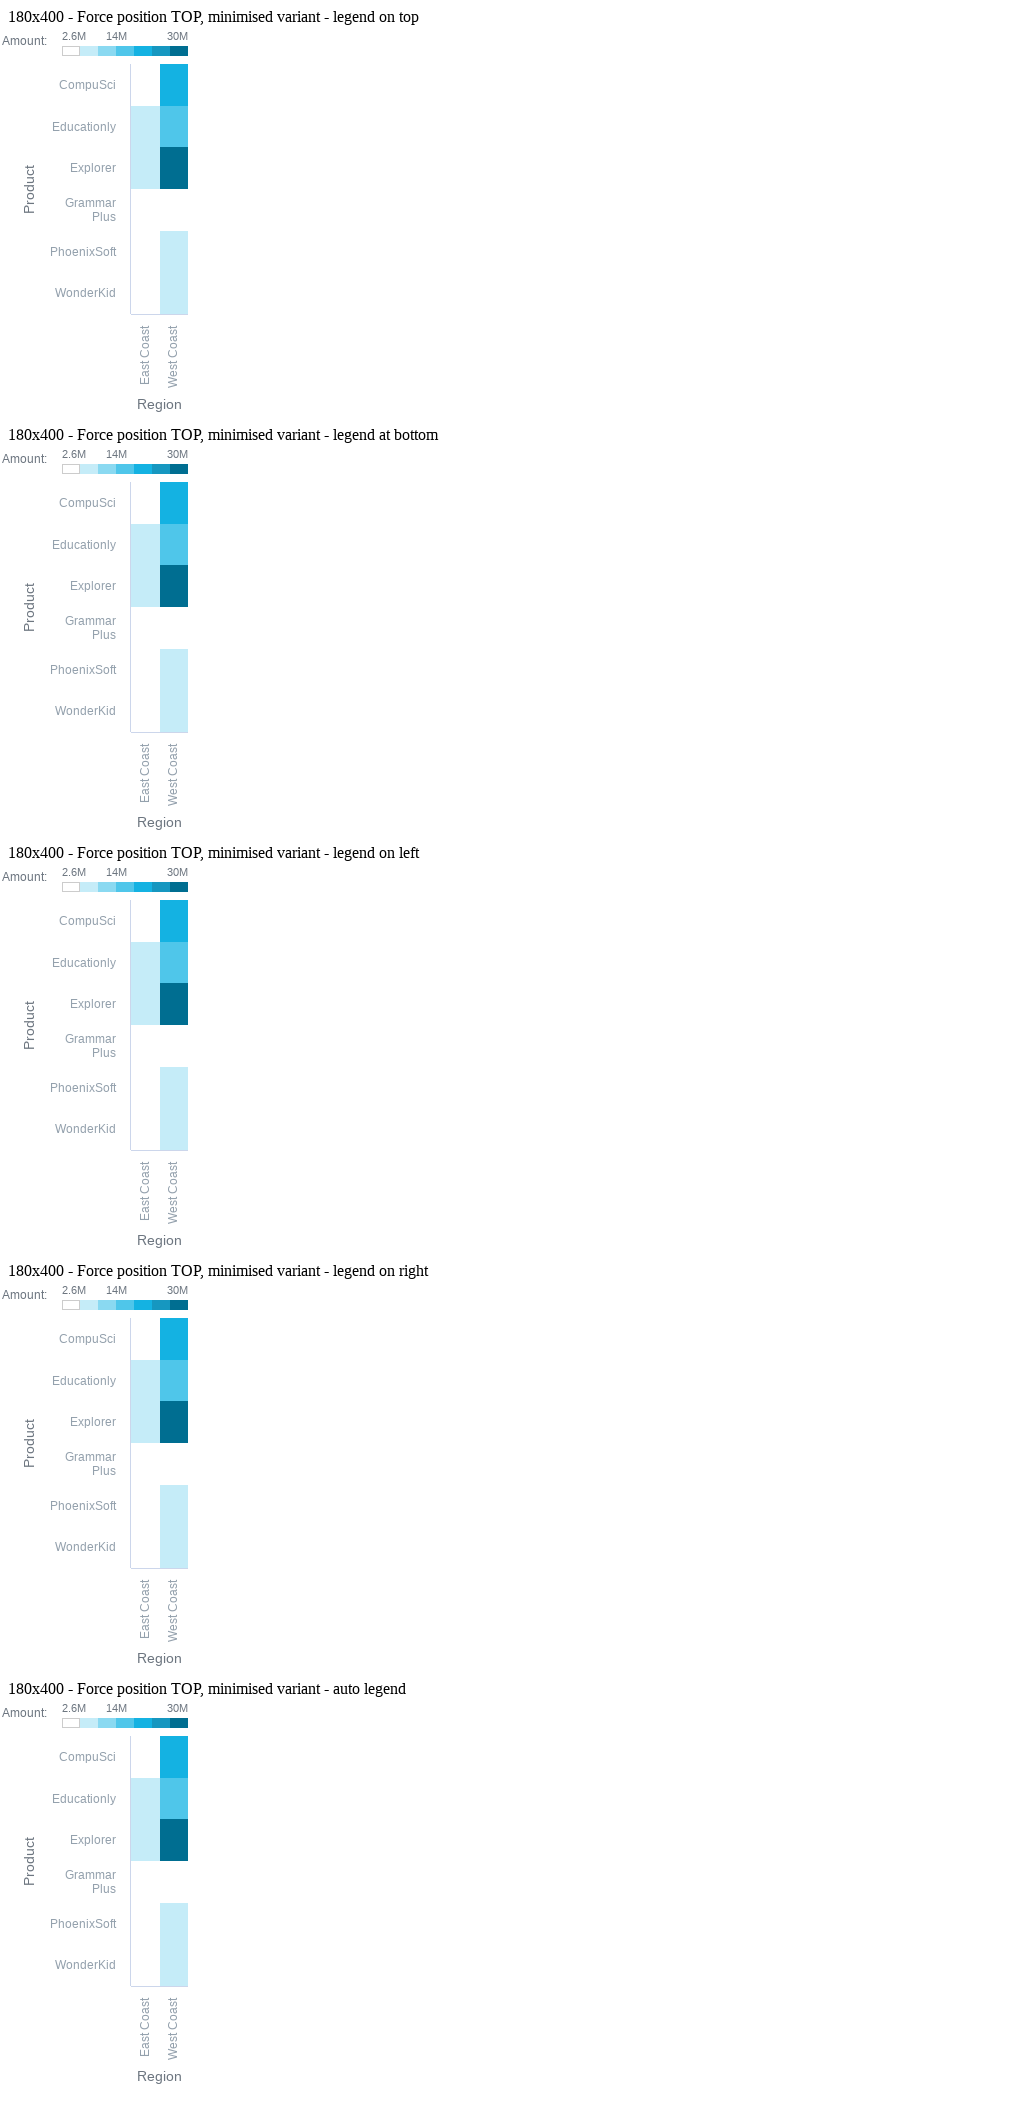 180x400 - Force position TOP, minimised variant - legend on top
Amount:
2.6M 14M 30M
CompuSci
Educationly
Explorer
Grammar
Plus
PhoenixSoft
WonderKid
Product
East Coast
West Coast
Region
180x400 - Force position TOP, minimised variant - legend at bottom
Amount:
2.6M 14M 30M
CompuSci
Educationly
Explorer
Grammar
Plus
PhoenixSoft
WonderKid
Product
East Coast
West Coast
Region
180x400 - Force position TOP, minimised variant - legend on left
Amount:
2.6M 14M 30M
CompuSci
Educationly
Explorer
Grammar
Plus
PhoenixSoft
WonderKid
Product
East Coast
West Coast
Region
180x400 - Force position TOP, minimised variant - legend on right
Amount:
2.6M 14M 30M
CompuSci
Educationly
Explorer
Grammar
Plus
PhoenixSoft
WonderKid
Product
East Coast
West Coast
Region
180x400 - Force position TOP, minimised variant - auto legend
Amount:
2.6M 14M 30M
CompuSci
Educationly
Explorer
Grammar
Plus
PhoenixSoft
WonderKid
Product
East Coast
West Coast
Region